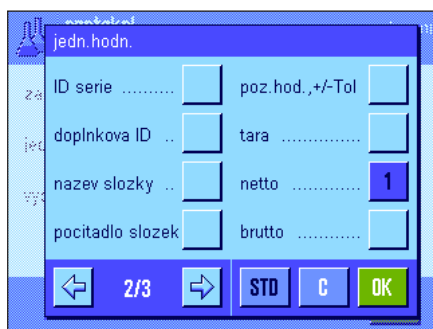 protokol
jedn.hodn.
ID serie .......... poz.hod.,+/-Tol
doplnkova ID .. tara ..............
nazev slozky .. netto ............. 1
pocitadlo slozek brutto ............
2/3 STD C OK